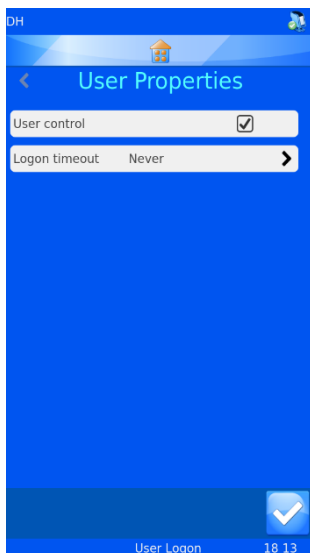 DH
User Properties
User control
Logon timeout Never
User Logon 18 13